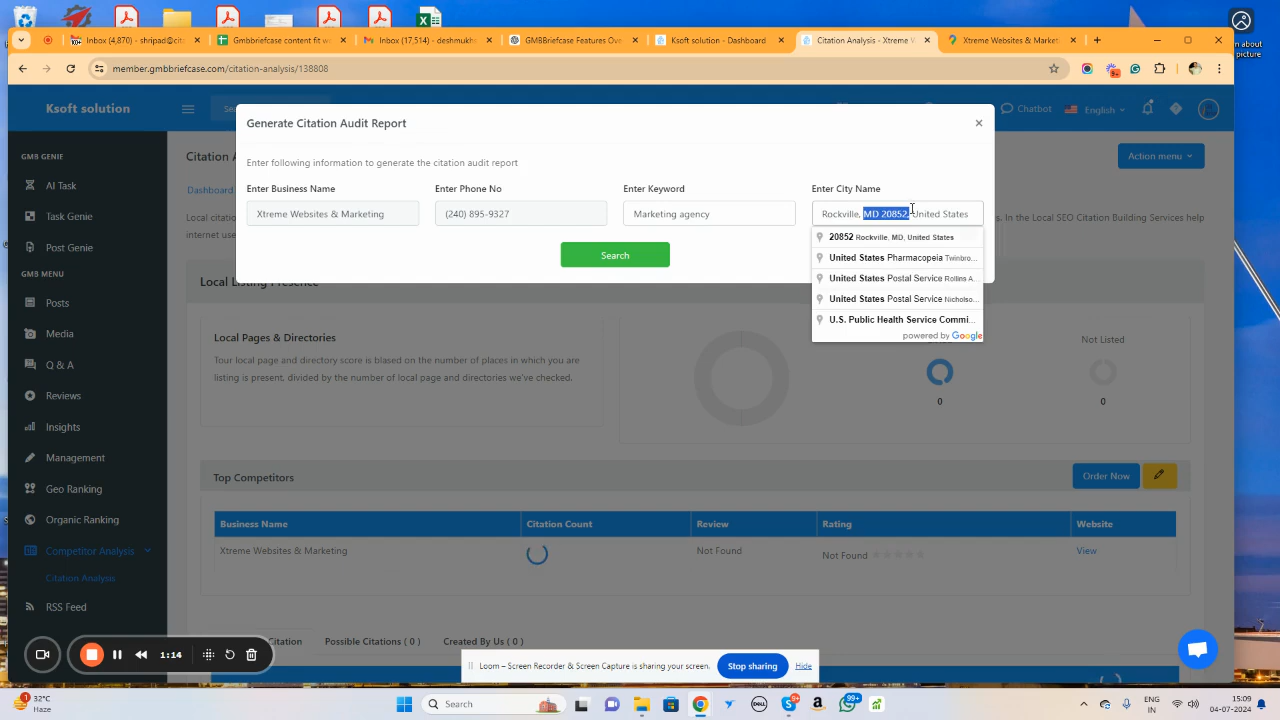 Inbox (4,870) - shripad@cit
Gmbbriefcase content fit w
Inbox (17,514) - deshmukh
GMBBriefcase Features Ove
Ksoft solution - Dashboard
Citation Analysis - Xtreme V
Xtreme Websites & Market
n about
picture
member.gmbbriefcase.com/citation-analysis/138808
Ksoft solution
Chatbot
English
Generate Citation Audit Report
Enter following information to generate the citation audit report
Enter Business Name
Enter Phone No
Enter Keyword
Enter City Name
Xtreme Websites & Marketing
(240) 895-9327
Marketing agency
Rockville, MD 20852, United States
Search
20852 Rockville, MD, United States
United States Pharmacopeia Twinbro...
United States Postal Service Rollins A...
United States Postal Service Nicholso...
U.S. Public Health Service Commi...
powered by Google
GMB GENIE
AI Task
Task Genie
Post Genie
GMB MENU
Posts
Media
Q & A
Reviews
Insights
Management
Geo Ranking
Organic Ranking
Competitor Analysis
Citation Analysis
RSS Feed
Citation A
Dashboard
Action menu
Local citatio
In the Local SEO Citation Building Services help
Local Listing Presence
Local Pages & Directories
Tour local page and directory score is blased on the number of places in which you are
listing is present, divided by the number of local page and directories we've checked.
Not Listed
0
0
Top Competitors
Order Now
Business Name
Citation Count
Review
Rating
Website
Xtreme Websites & Marketing
Not Found
Not Found
View
Citation
Possible Citations ( 0 )
Created By Us ( 0 )
1:14
Loom – Screen Recorder & Screen Capture is sharing your screen.
Stop sharing
Hide
32°C
Haze
Search
99+
ENG
IN
15:09
04-07-2024